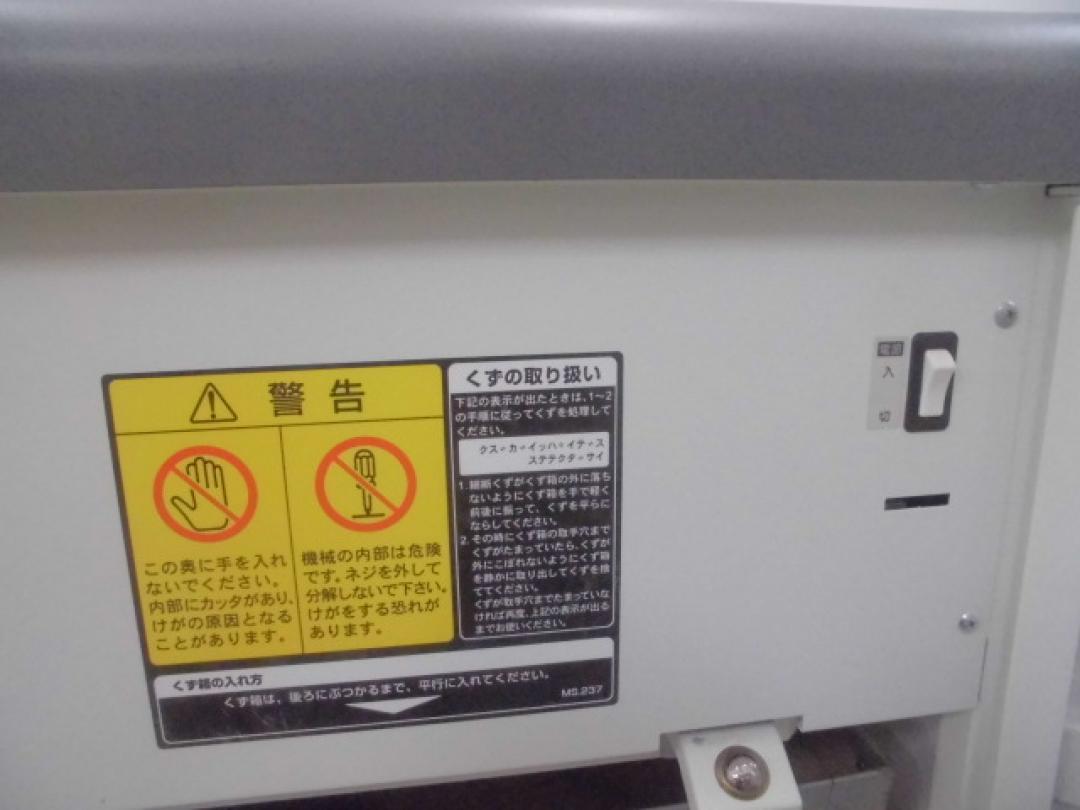 警告
この奥に手を入れ
ないでください。
内部にカッタがあり、
けがの原因となる
ことがあります。
機械の内部は危険
です。ネジを外して
分解しないで下さい。
けがをする恐れが
あります。
くずの取り扱い
下記の表示が出たときは、1〜2
の手順に従ってくずを処理して
ください。
クズ゛カ゛イッハ゛イテ゛ス
ステテクタ゛サイ
1.細断くずがくず箱の外に落ち
ないようにくず箱を手で軽く
前後に振って、くずを平らに
ならしてください。
2.その時にくず箱の取手穴まで
くずがたまっていたら、くずが
外にこぼれないようにくず箱
を静かに取り出してくずを捨
ててください。
くずが取手穴までたまっていな
ければ再度、上記の表示が出る
までお使いください。
くず箱の入れ方
くず箱は、後ろにぶつかるまで、平行に入れてください。
MS.237
電源
入
切